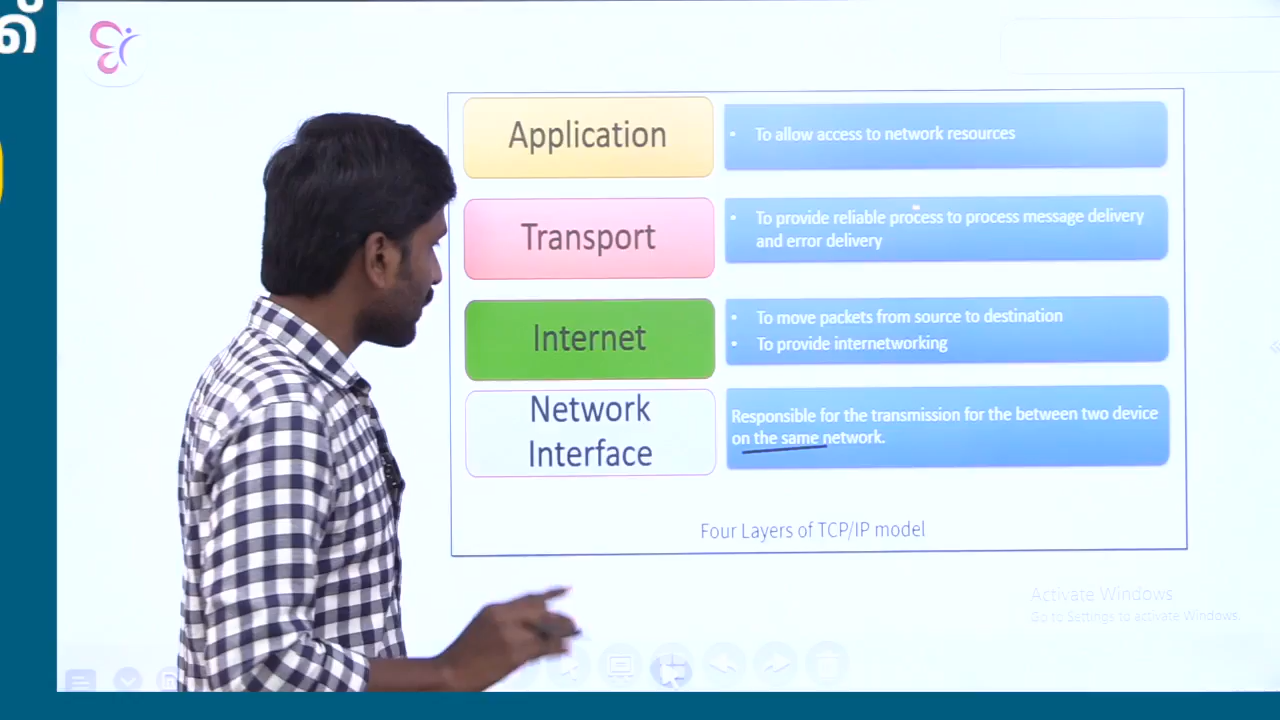 Application
• To allow access to network resources
Transport
• To provide reliable process to process message delivery
and error delivery
Internet
• To move packets from source to destination
• To provide internetworking
Network
Interface
Responsible for the transmission for the between two device
on the same network.
Four Layers of TCP/IP model
Activate Windows
Go to Settings to activate Windows.